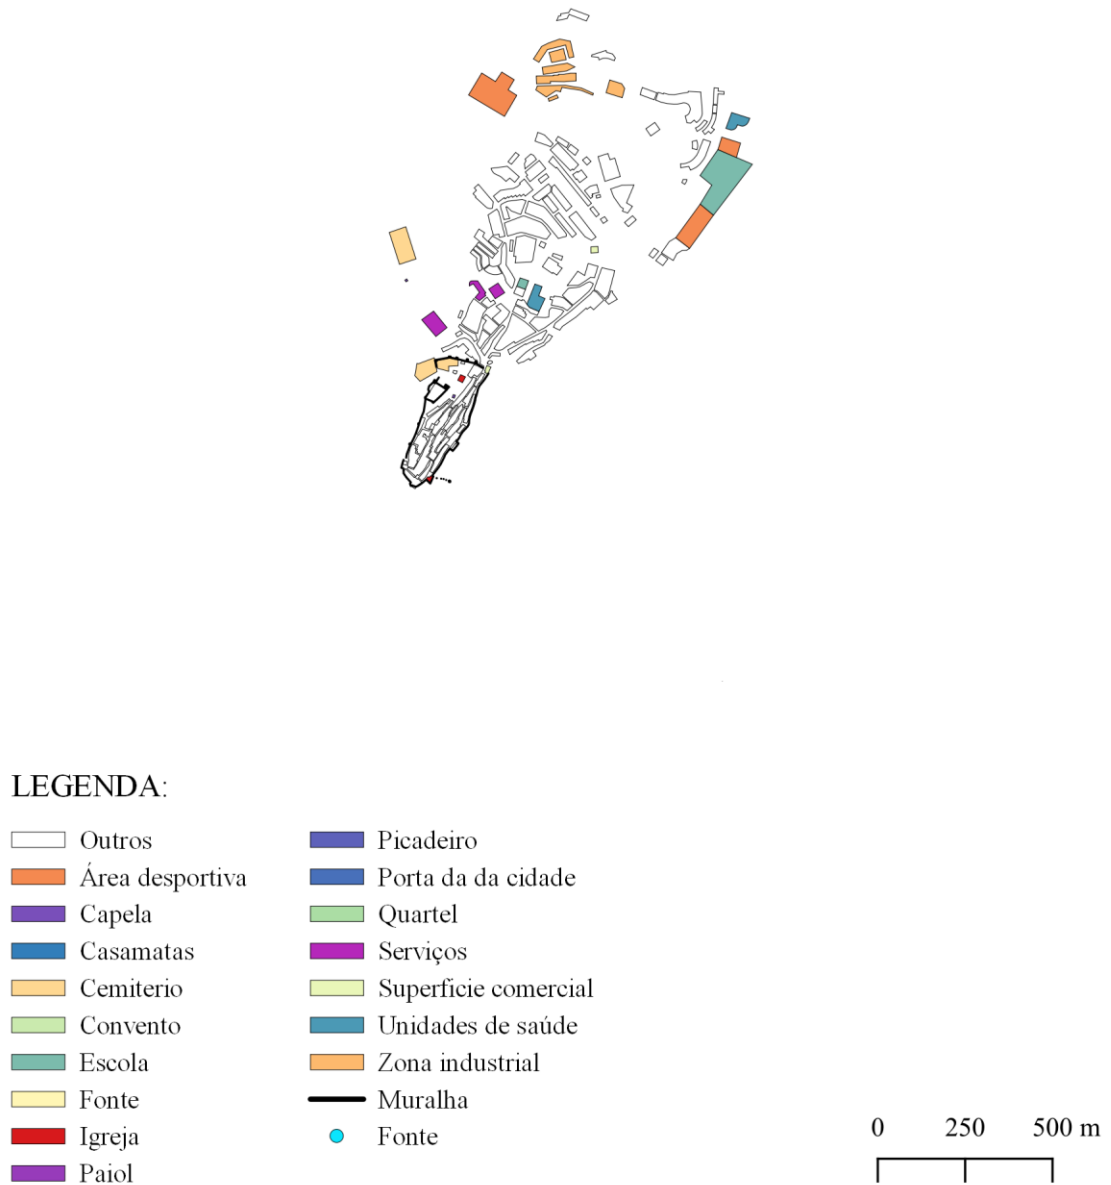 LEGENDA:
Outros
Área desportiva
Capela
Casamatas
Cemiterio
Convento
Escola
Fonte
Igreja
Paiol
Picadeiro
Porta da da cidade
Quartel
Serviços
Superficie comercial
Unidades de saúde
Zona industrial
Muralha
Fonte
0 250 500 m